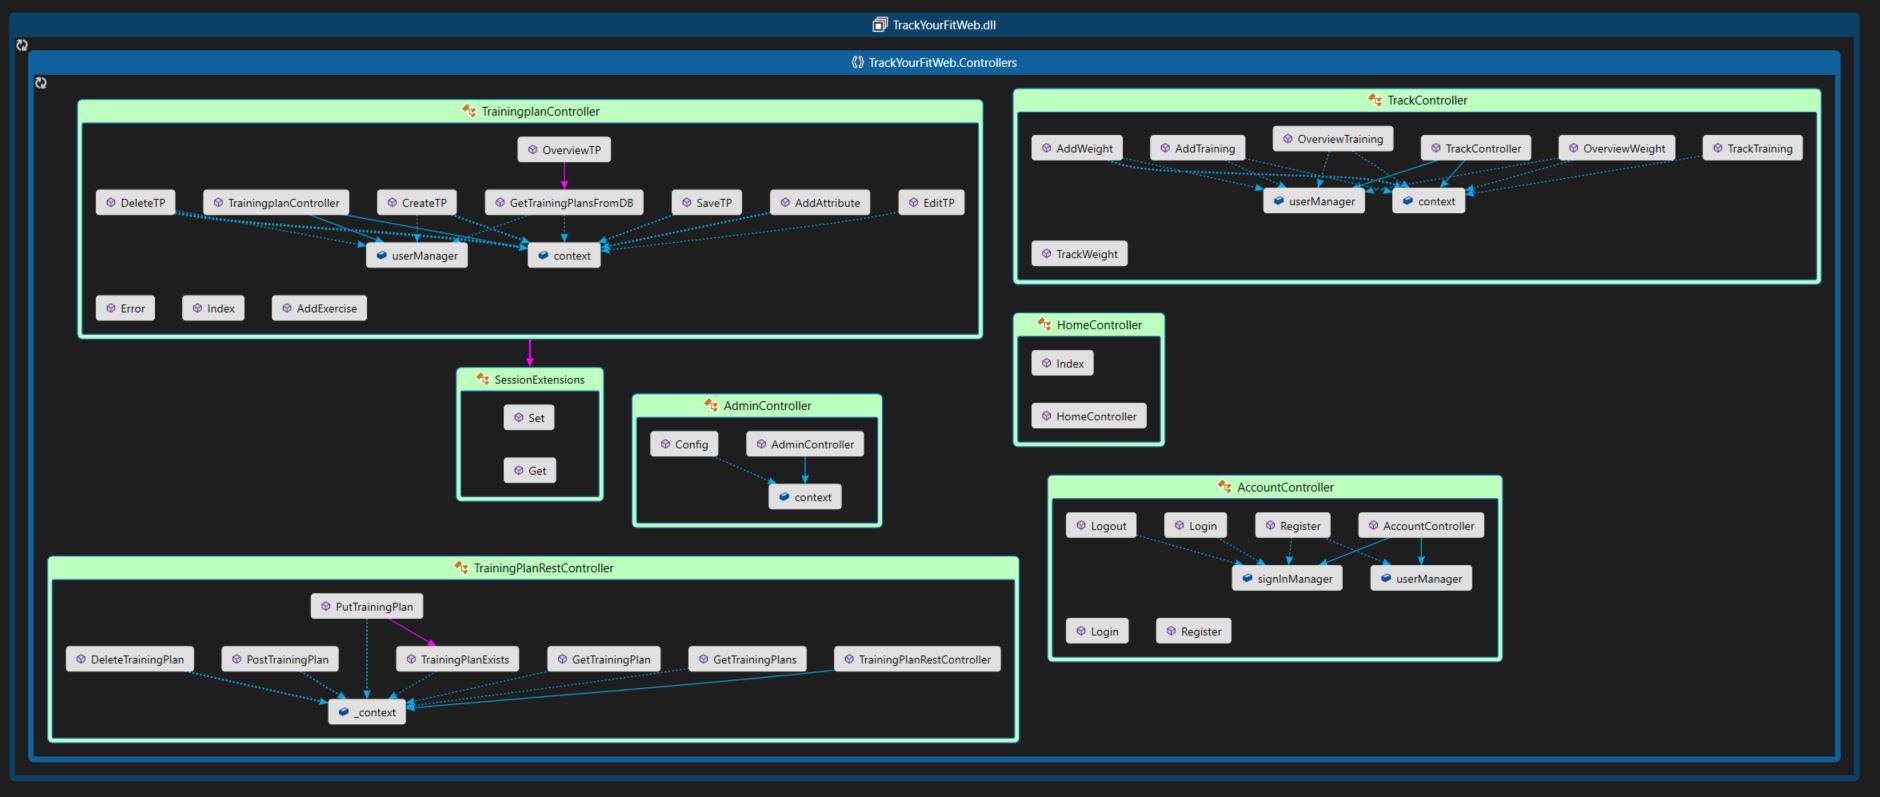 TrackYourFitWeb.dll
TrackYourFitWeb.Controllers
TrainingplanController
OverviewTP
DeleteTP
TrainingplanController
CreateTP
GetTrainingPlansFromDB
SaveTP
AddAttribute
EditTP
userManager
context
Error
Index
AddExercise
TrackController
AddWeight
AddTraining
OverviewTraining
TrackController
OverviewWeight
TrackTraining
userManager
context
TrackWeight
SessionExtensions
Set
Get
AdminController
Config
AdminController
context
HomeController
Index
HomeController
AccountController
Logout
Login
Register
AccountController
signInManager
userManager
Login
Register
TrainingPlanRestController
PutTrainingPlan
DeleteTrainingPlan
PostTrainingPlan
TrainingPlanExists
GetTrainingPlan
GetTrainingPlans
TrainingPlanRestController
_context